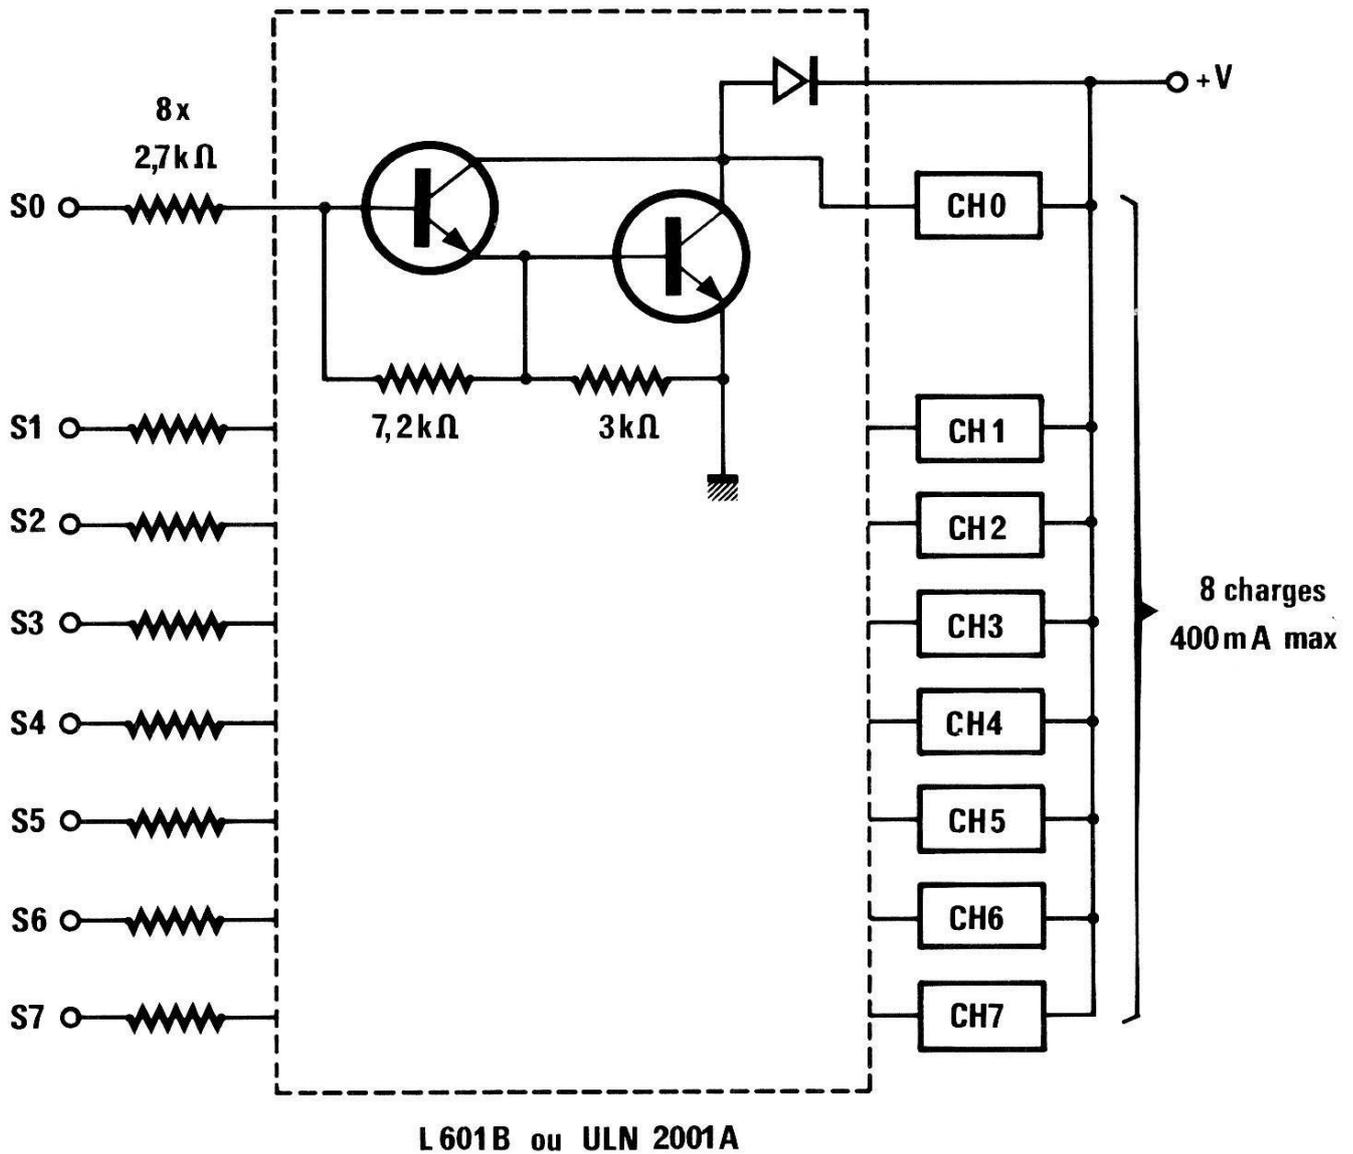 +V
8x
2,7kΩ
S0
CH0
S1
7,2kΩ
3kΩ
CH1
S2
CH2
S3
CH3
8 charges
400mA max
S4
CH4
S5
CH5
S6
CH6
S7
CH7
L601B ou ULN 2001A